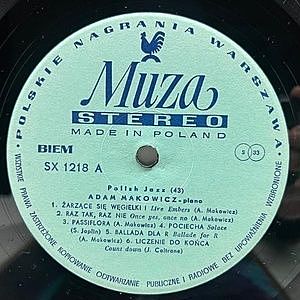 POLSKIE NAGRANIA WARSZAWA
Muza
STEREO
MADE IN POLAND
BIEM
SX 1218 A
S 33
Polish Jazz (43)
ADAM MAKOWICZ-piano
1. ŻARZĄCE SIĘ WĘGIELKI Live Embers (A. Makowicz)
2. RAZ TAK, RAZ NIE Once yes, once no (A. Makowicz)
3. PASSIFLORA (A. Makowicz) 4. POCIECHA Solace
(S. Joplin) 5. BALLADA DLA R Ballade for R
(A. Makowicz) 6. LICZENIE DO KOŃCA
Count down (J. Coltrane)
WSZELKIE PRAWA ZASTRZEŻONE. KOPIOWANIE, ODTWARZANIE PUBLICZNE I RADIOWE BEZ UPOWAŻNIENIA WZBRONIONE